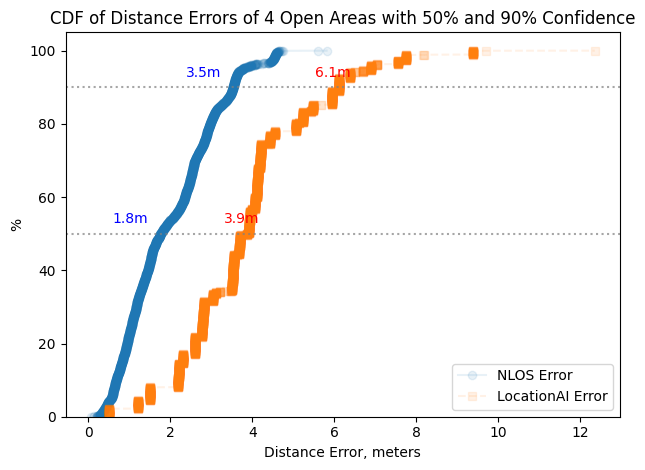 CDF of Distance Errors of 4 Open Areas with 50% and 90% Confidence
100
80
60
40
20
0
%
3.5m
6.1m
1.8m
3.9m
NLOS Error
LocationAI Error
0 2 4 6 8 10 12
Distance Error, meters